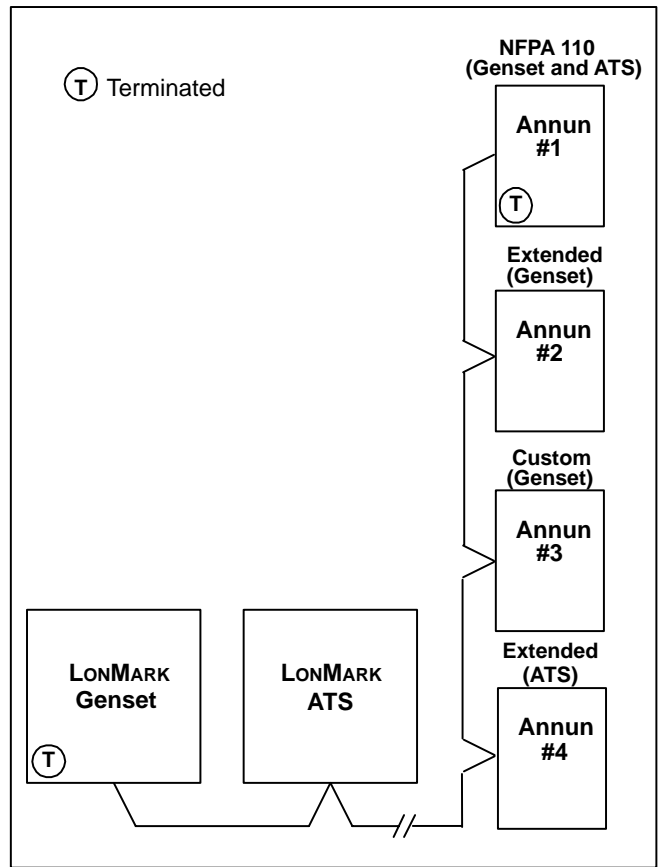 T Terminated
NFPA 110
(Genset and ATS)
Annun
#1
T
Extended
(Genset)
Annun
#2
Custom
(Genset)
Annun
#3
Extended
(ATS)
Annun
#4
LONMARK
Genset
T
LONMARK
ATS